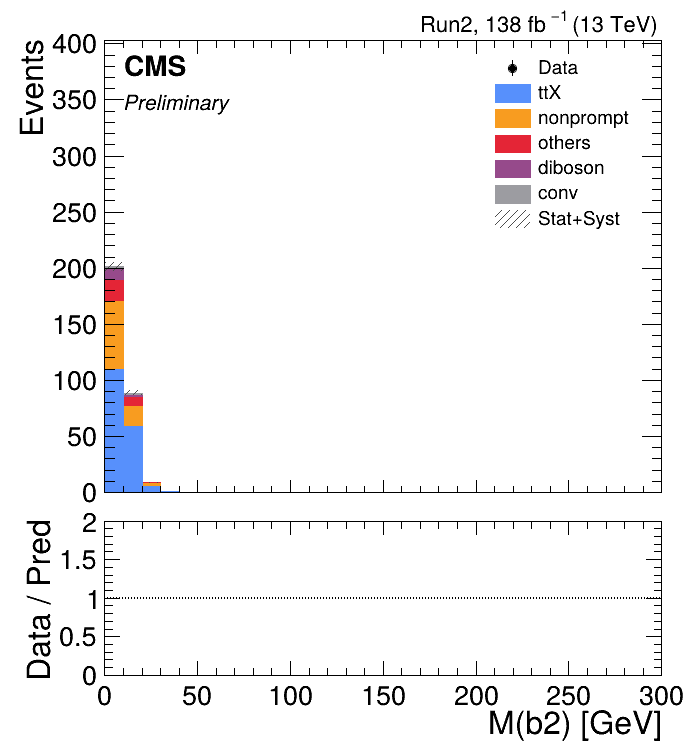 Run2, 138 fb⁻¹ (13 TeV)
CMS
Preliminary
Events
400
350
300
250
200
150
100
50
0
Data
ttX
nonprompt
others
diboson
conv
Stat+Syst
Data / Pred
2
1.5
1
0.5
0
0 50 100 150 200 250 300
M(b2) [GeV]